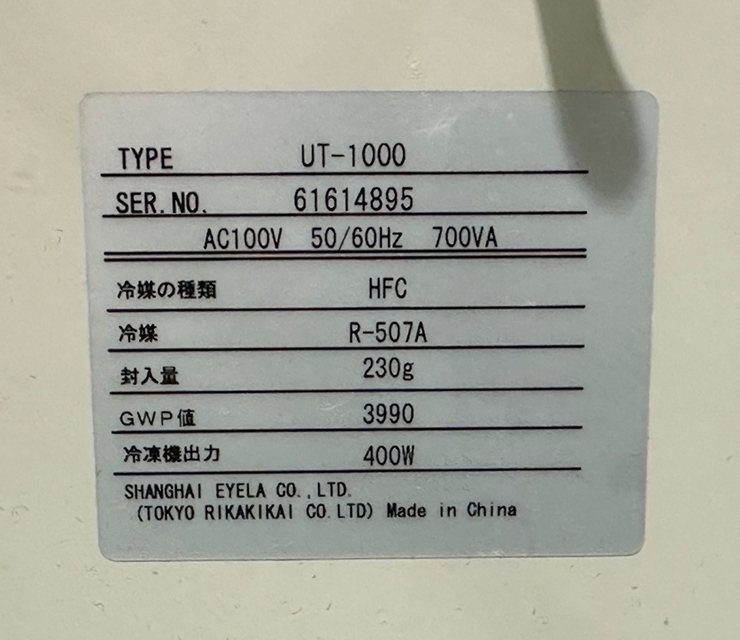 TYPE UT-1000
SER.NO. 61614895
AC100V 50/60Hz 700VA
冷媒の種類 HFC
冷媒 R-507A
封入量 230g
GWP値 3990
冷凍機出力 400W
SHANGHAI EYELA CO.,LTD.
(TOKYO RIKAKIKAI CO.LTD) Made in China